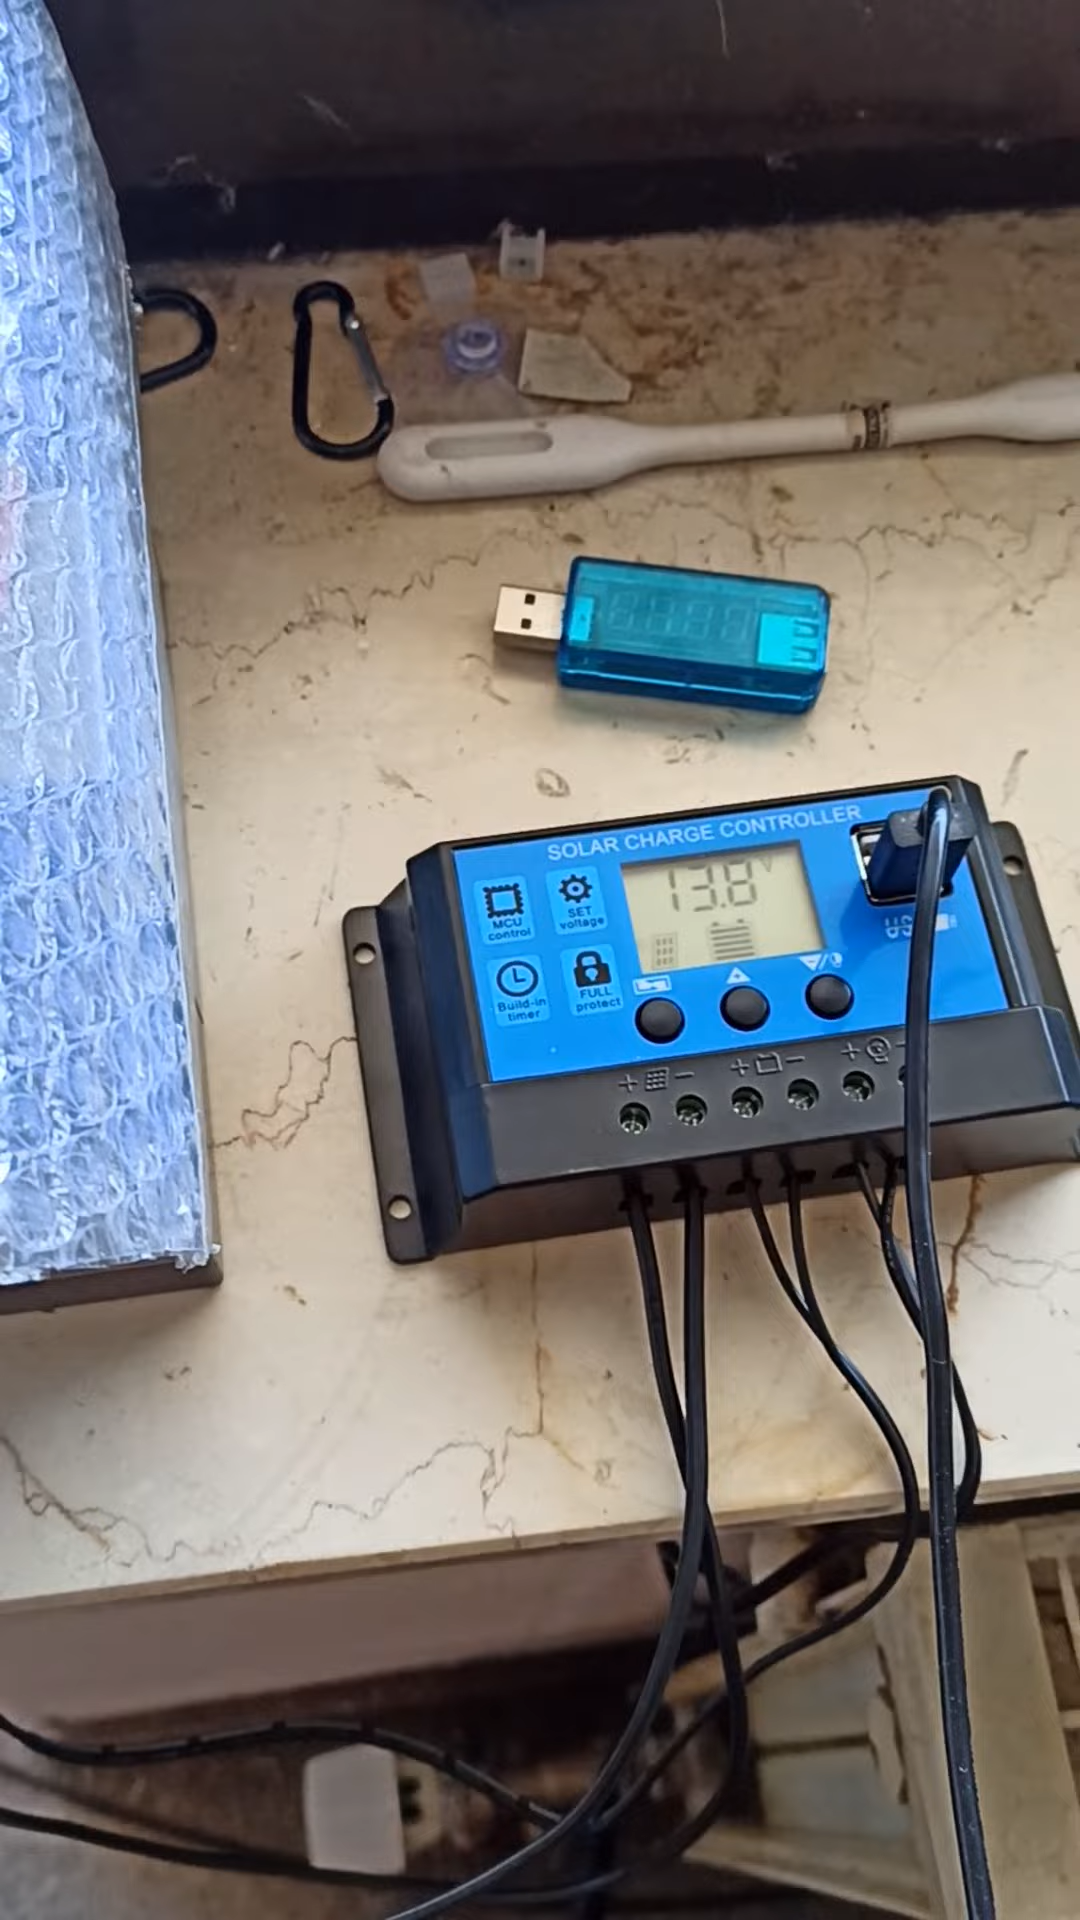 SOLAR CHARGE CONTROLLER
13.8 V
MCU
control
SET
voltage
Build-in
timer
FULL
protect
+ -
+ -
+